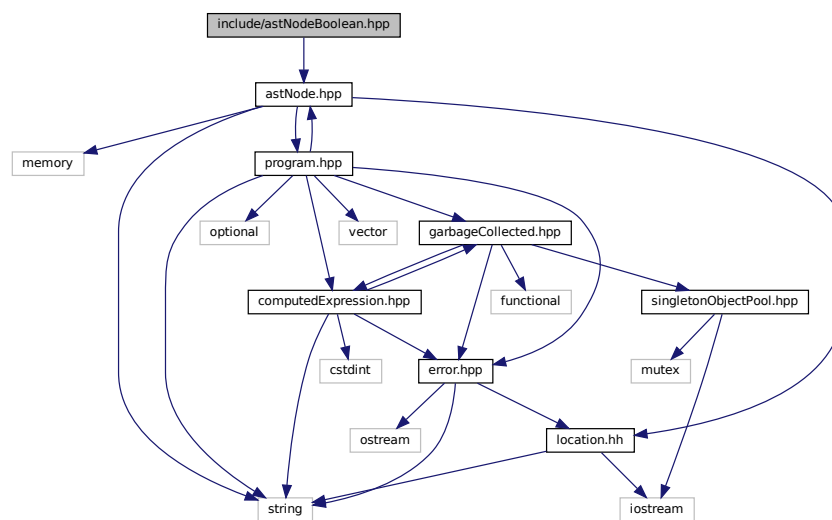 include/astNodeBoolean.hpp
astNode.hpp
memory
program.hpp
optional
vector
garbageCollected.hpp
computedExpression.hpp
functional
singletonObjectPool.hpp
cstdint
error.hpp
mutex
ostream
location.hh
string
iostream